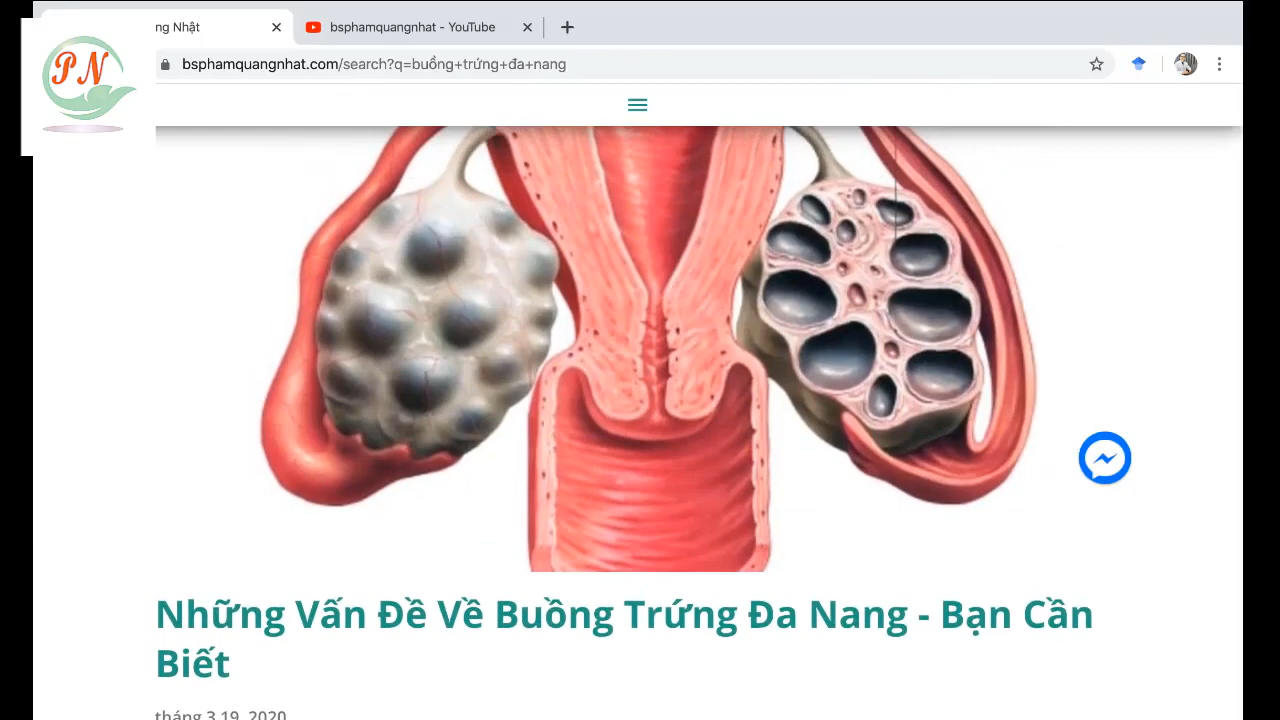 ng Nhật
bsphamquangnhat - YouTube
PN
bsphamquangnhat.com/search?q=buồng+trứng+đa+nang
Những Vấn Đề Về Buồng Trứng Đa Nang - Bạn Cần
Biết
tháng 3 19, 2020